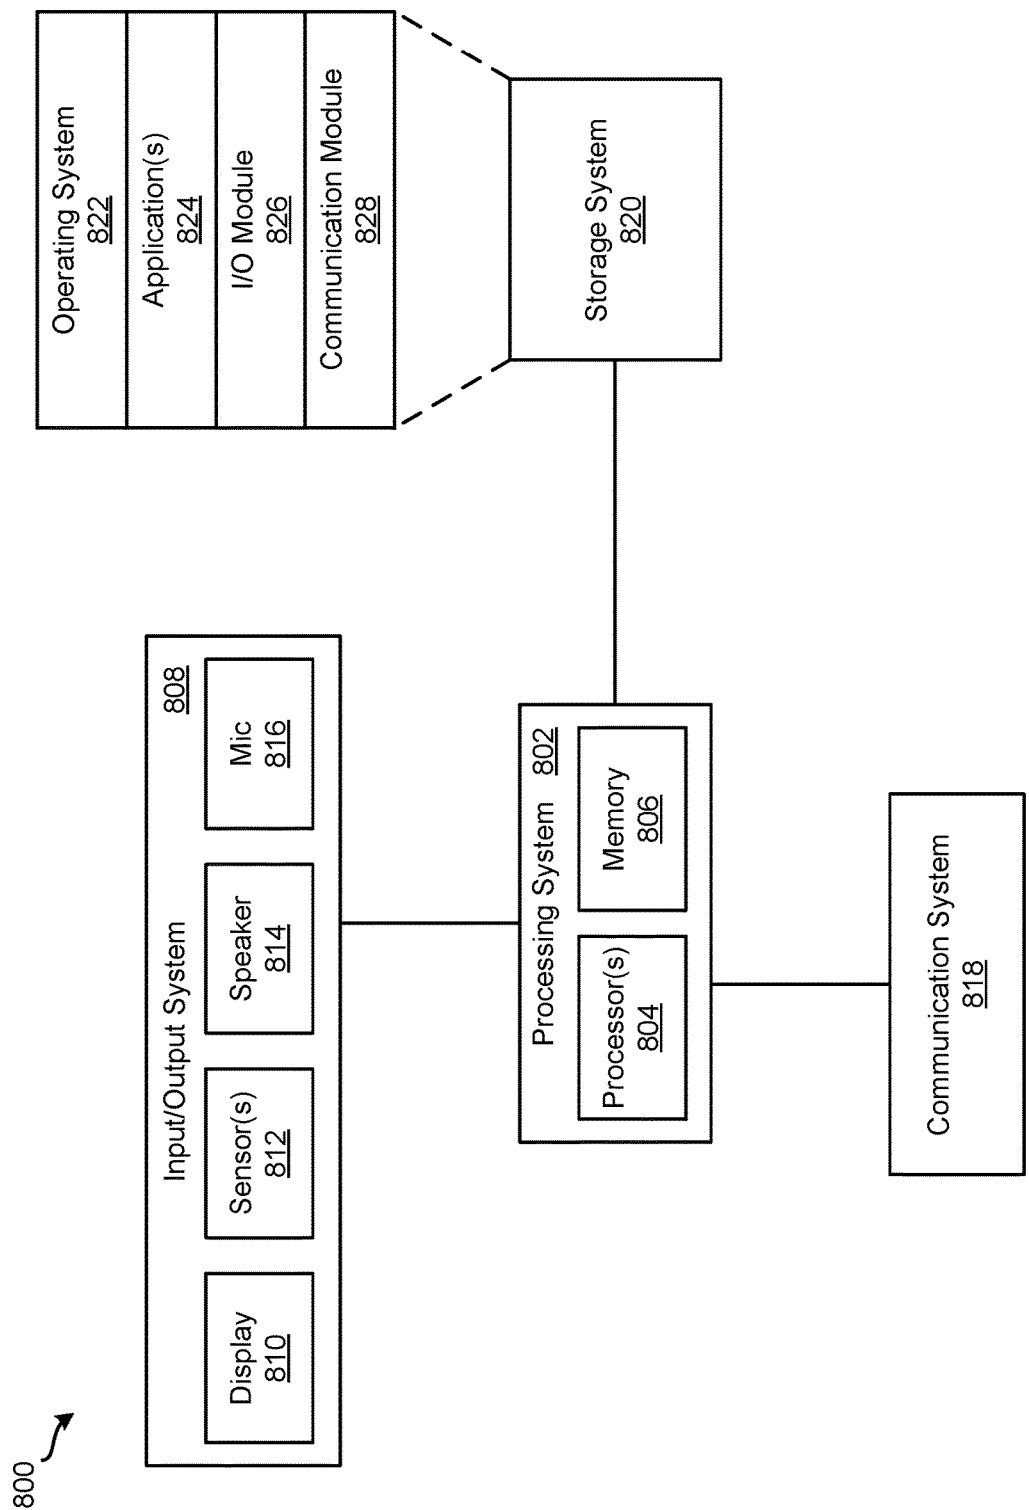 800
Input/Output System
808
Display
810
Sensor(s)
812
Speaker
814
Mic
816
Operating System
822
Application(s)
824
I/O Module
826
Communication Module
828
Processing System 802
Processor(s)
804
Memory
806
Storage System
820
Communication System
818